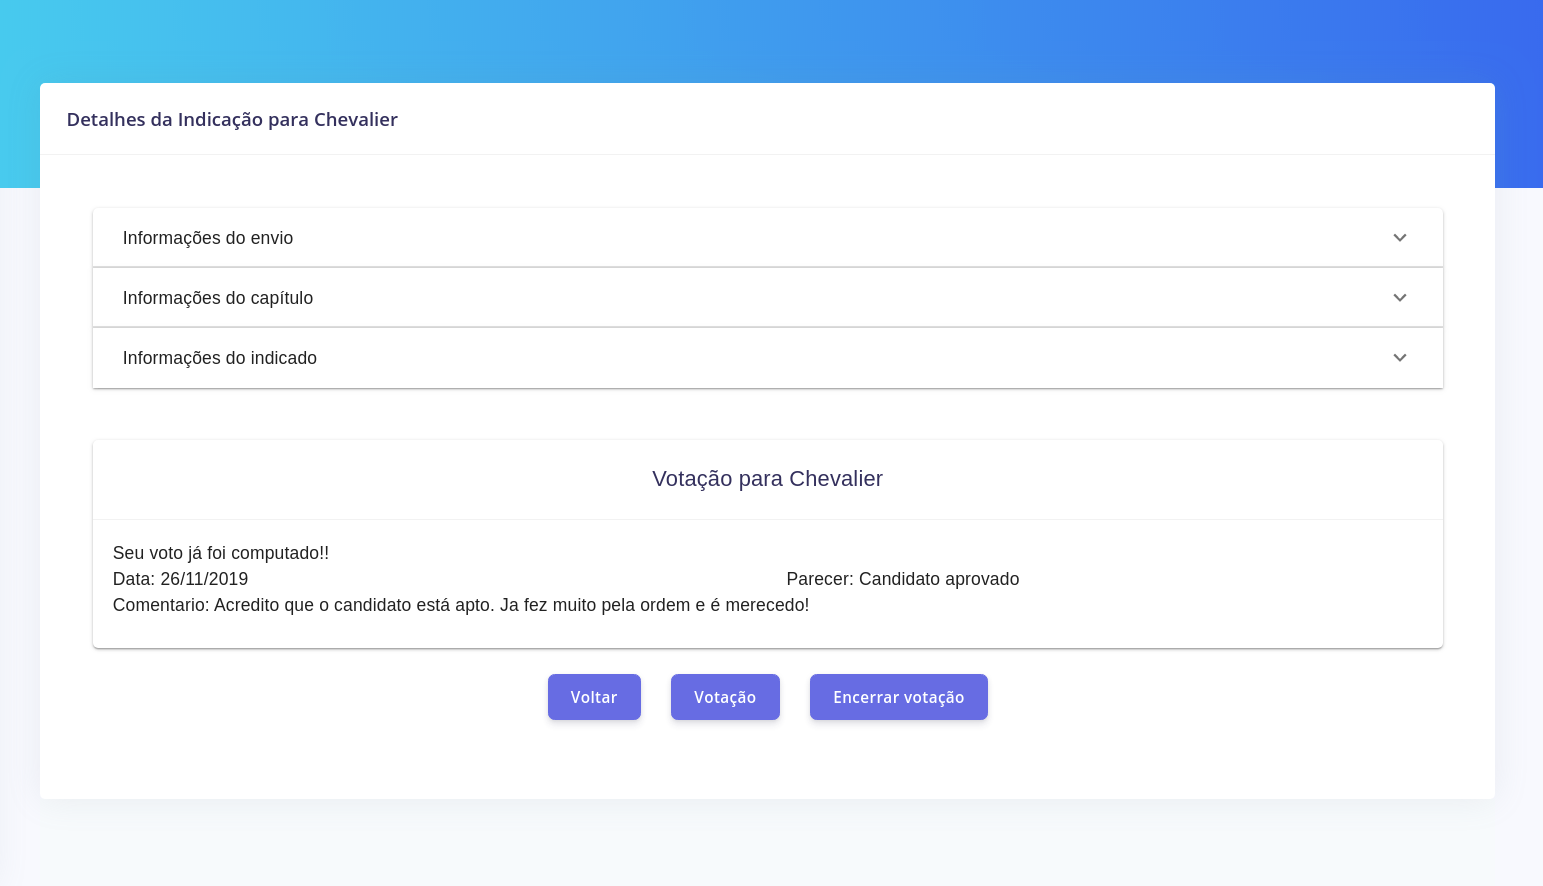 Detalhes da Indicação para Chevalier
Informações do envio
Informações do capítulo
Informações do indicado
Votação para Chevalier
Seu voto já foi computado!!
Data: 26/11/2019 Parecer: Candidato aprovado
Comentario: Acredito que o candidato está apto. Ja fez muito pela ordem e é merecedo!
Voltar Votação Encerrar votação